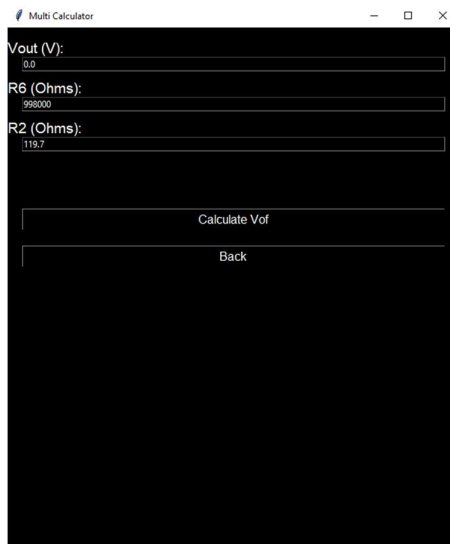 Multi Calculator
Vout (V):
0.0
R6 (Ohms):
998000
R2 (Ohms):
119.7
Calculate Vof
Back